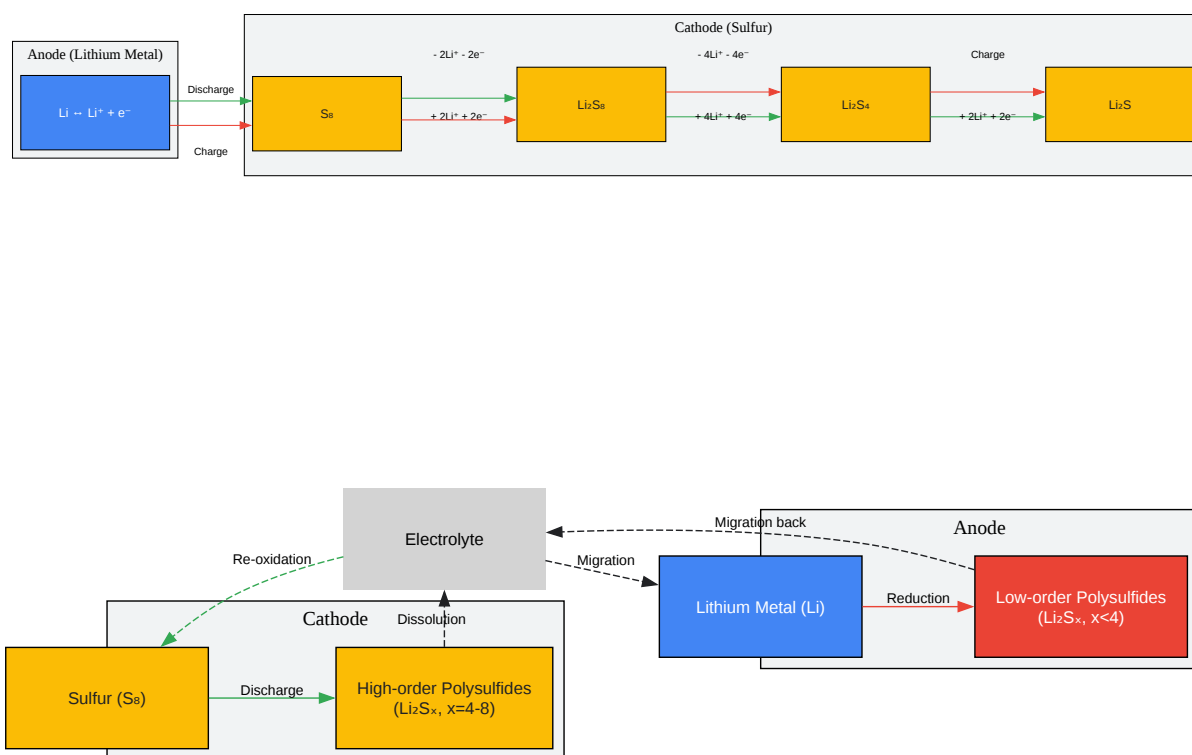 Cathode (Sulfur)
Anode (Lithium Metal)
- 2Li⁺ - 2e⁻
- 4Li⁺ - 4e⁻
Charge
Discharge
Li ↔ Li⁺ + e⁻
S₈
Li₂S₈
Li₂S₄
Li₂S
+ 2Li⁺ + 2e⁻
+ 4Li⁺ + 4e⁻
+ 2Li⁺ + 2e⁻
Charge
Migration back
Anode
Electrolyte
Re-oxidation
Migration
Lithium Metal (Li)
Reduction
Low-order Polysulfides
(Li₂Sₓ, x<4)
Cathode
Dissolution
Sulfur (S₈)
Discharge
High-order Polysulfides
(Li₂Sₓ, x=4-8)